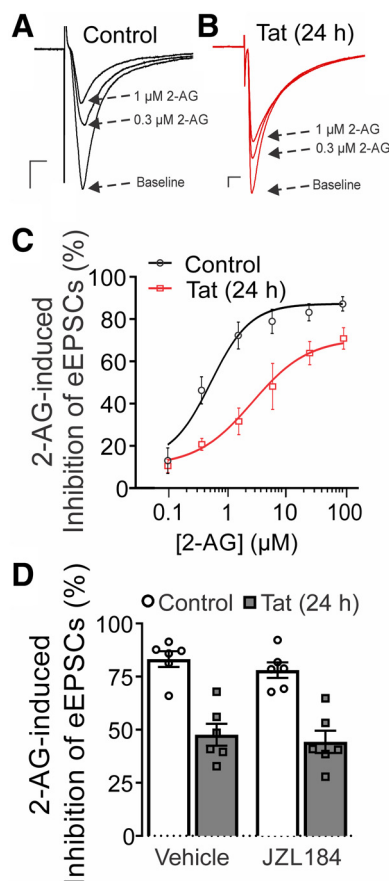 A
Control
1 µM 2-AG
0.3 µM 2-AG
Baseline
B
Tat (24 h)
1 µM 2-AG
0.3 µM 2-AG
Baseline
C
2-AG-induced
Inhibition of eEPSCs (%)
100
80
60
40
20
0
Control
Tat (24 h)
0.1 1 10 100
[2-AG] (µM)
D
2-AG-induced
Inhibition of eEPSCs (%)
100
75
50
25
0
Control Tat (24 h)
Vehicle JZL184